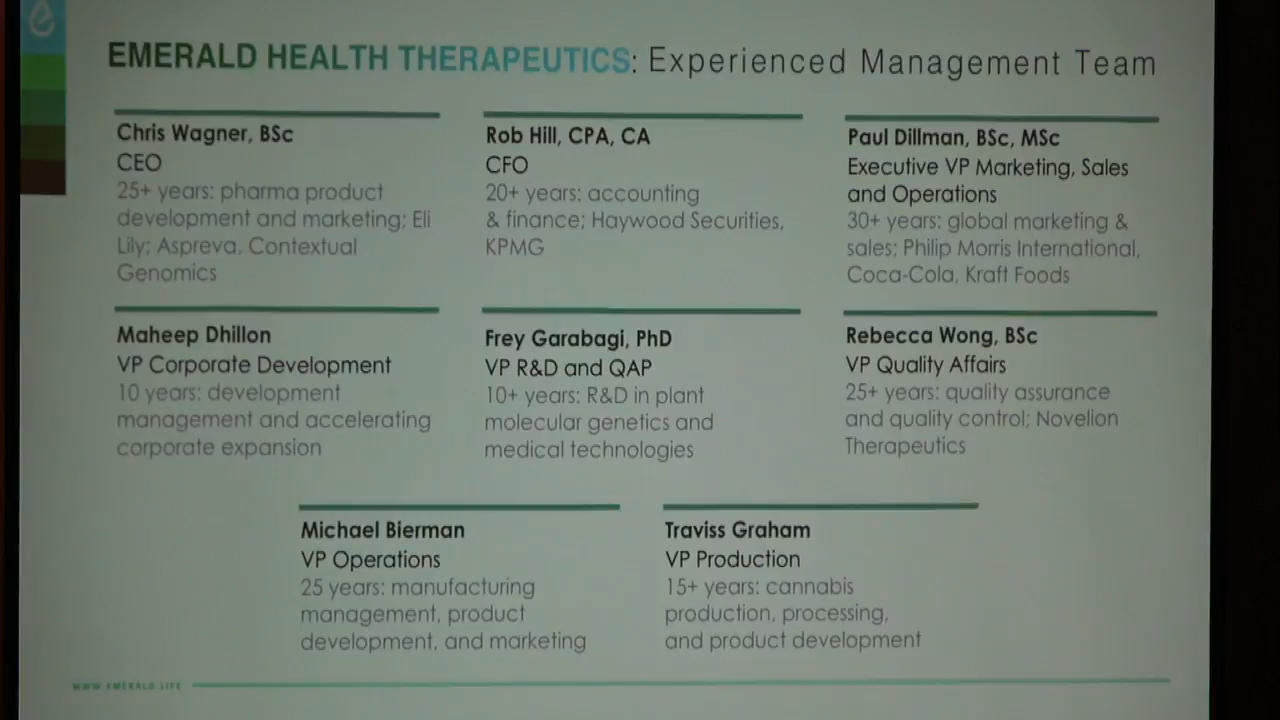 EMERALD HEALTH THERAPEUTICS: Experienced Management Team
Chris Wagner, BSc
CEO
25+ years: pharma product
development and marketing; Eli
Lily; Aspreva, Contextual
Genomics
Rob Hill, CPA, CA
CFO
20+ years: accounting
& finance; Haywood Securities,
KPMG
Paul Dillman, BSc, MSc
Executive VP Marketing, Sales
and Operations
30+ years: global marketing &
sales; Philip Morris International,
Coca-Cola, Kraft Foods
Maheep Dhillon
VP Corporate Development
10 years: development
management and accelerating
corporate expansion
Frey Garabagi, PhD
VP R&D and QAP
10+ years: R&D in plant
molecular genetics and
medical technologies
Rebecca Wong, BSc
VP Quality Affairs
25+ years: quality assurance
and quality control; Novelion
Therapeutics
Michael Bierman
VP Operations
25 years: manufacturing
management, product
development, and marketing
Traviss Graham
VP Production
15+ years: cannabis
production, processing,
and product development
WWW.EMERALD.LIFE